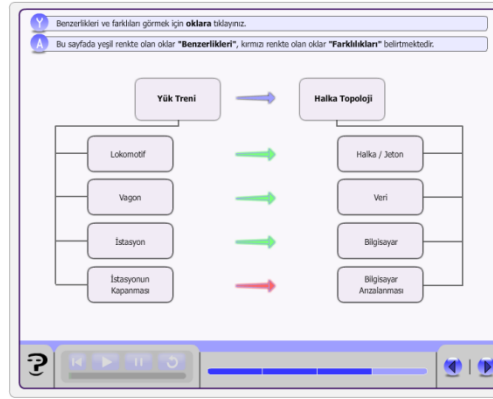 Y Benzerlikleri ve farklılan görmek için oklara tıklayınız.
A Bu sayfada yeşil renkte olan oklar "Benzerlikleri", kırmızı renkte olan oklar "Farklılıkları" belirtmektedir.
Yük Treni
Halka Topoloji
Lokomotif
Halka / Jeton
Vagon
Veri
İstasyon
Bilgisayar
İstasyonun
Kapanması
Bilgisayar
Arızalanması